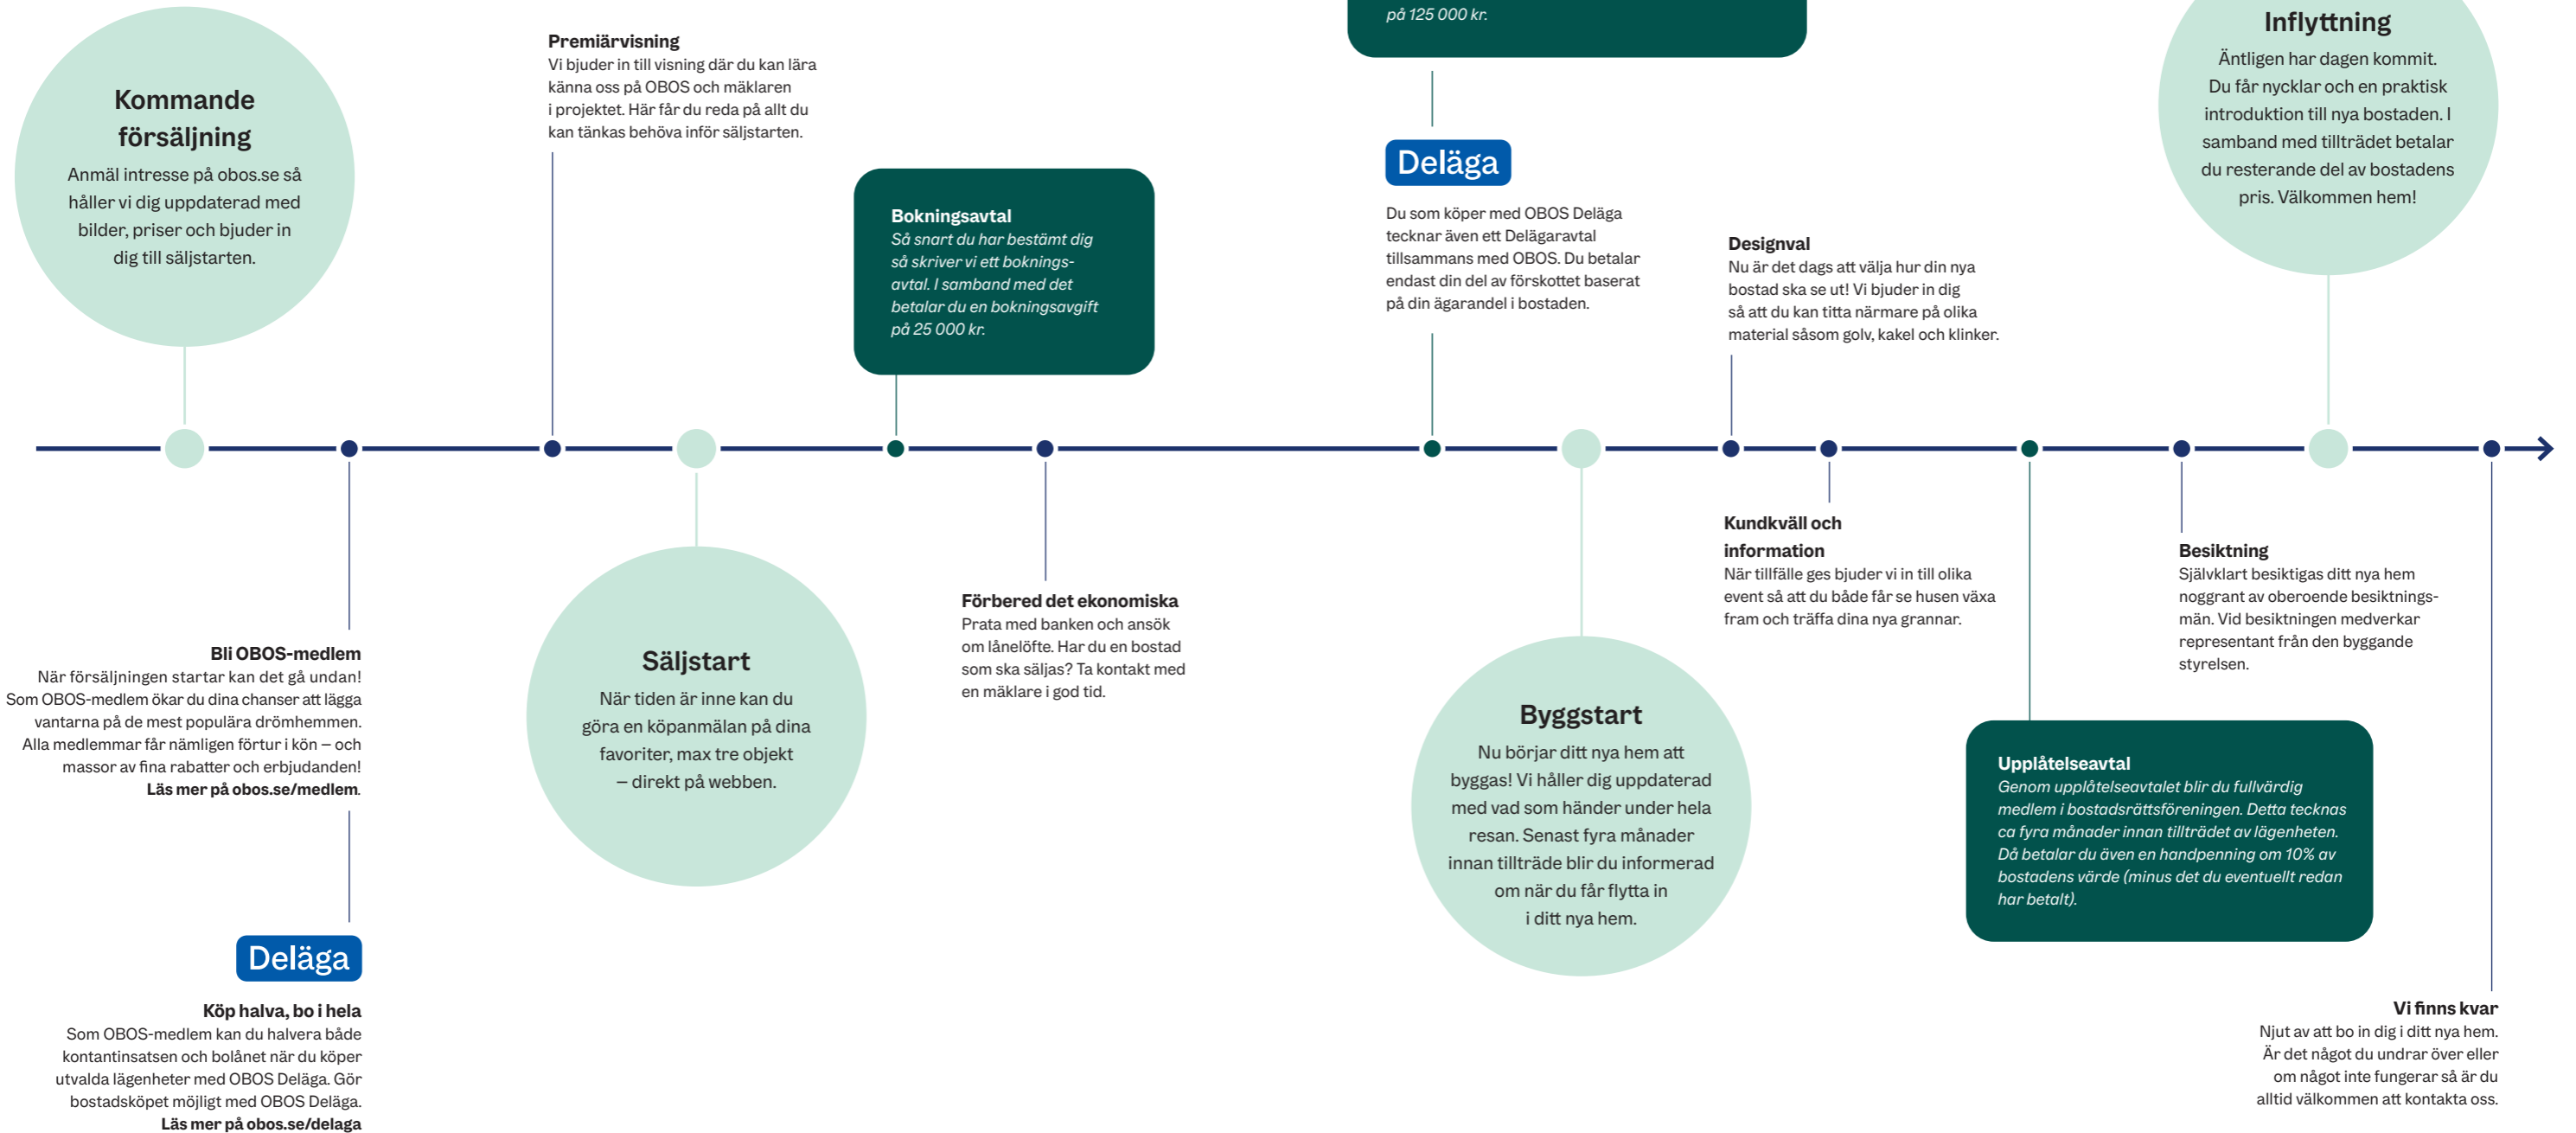 Kommande
försäljning
Anmäl intresse på obos.se så
håller vi dig uppdaterad med
bilder, priser och bjuder in
dig till säljstarten.
Bli OBOS-medlem
När försäljningen startar kan det gå undan!
Som OBOS-medlem ökar du dina chanser att lägga
vantarna på de mest populära drömhemmen.
Alla medlemmar får nämligen förtur i kön – och
massor av fina rabatter och erbjudanden!
Läs mer på obos.se/medlem.
Deläga
Köp halva, bo i hela
Som OBOS-medlem kan du halvera både
kontantinsatsen och bolånet när du köper
utvalda lägenheter med OBOS Deläga. Gör
bostadsköpet möjligt med OBOS Deläga.
Läs mer på obos.se/delaga
Premiärvisning
Vi bjuder in till visning där du kan lära
känna oss på OBOS och mäklaren
i projektet. Här får du reda på allt du
kan tänkas behöva inför säljstarten.
Säljstart
När tiden är inne kan du
göra en köpanmälan på dina
favoriter, max tre objekt
– direkt på webben.
Bokningsavtal
Så snart du har bestämt dig
så skriver vi ett boknings-
avtal. I samband med det
betalar du en bokningsavgift
på 25 000 kr.
Förbered det ekonomiska
Prata med banken och ansök
om lånelöfte. Har du en bostad
som ska säljas? Ta kontakt med
en mäklare i god tid.
på 125 000 kr.
Deläga
Du som köper med OBOS Deläga
tecknar även ett Delägaravtal
tillsammans med OBOS. Du betalar
endast din del av förskottet baserat
på din ägarandel i bostaden.
Byggstart
Nu börjar ditt nya hem att
byggas! Vi håller dig uppdaterad
med vad som händer under hela
resan. Senast fyra månader
innan tillträde blir du informerad
om när du får flytta in
i ditt nya hem.
Designval
Nu är det dags att välja hur din nya
bostad ska se ut! Vi bjuder in dig
så att du kan titta närmare på olika
material såsom golv, kakel och klinker.
Kundkväll och
information
När tillfälle ges bjuder vi in till olika
event så att du både får se husen växa
fram och träffa dina nya grannar.
Upplåtelseavtal
Genom upplåtelseavtalet blir du fullvärdig
medlem i bostadsrättsföreningen. Detta tecknas
ca fyra månader innan tillträdet av lägenheten.
Då betalar du även en handpenning om 10% av
bostadens värde (minus det du eventuellt redan
har betalt).
Besiktning
Självklart besiktigas ditt nya hem
noggrant av oberoende besiktnings-
män. Vid besiktningen medverkar
representant från den byggande
styrelsen.
Inflyttning
Äntligen har dagen kommit.
Du får nycklar och en praktisk
introduktion till nya bostaden. I
samband med tillträdet betalar
du resterande del av bostadens
pris. Välkommen hem!
Vi finns kvar
Njut av att bo in dig i ditt nya hem.
Är det något du undrar över eller
om något inte fungerar så är du
alltid välkommen att kontakta oss.